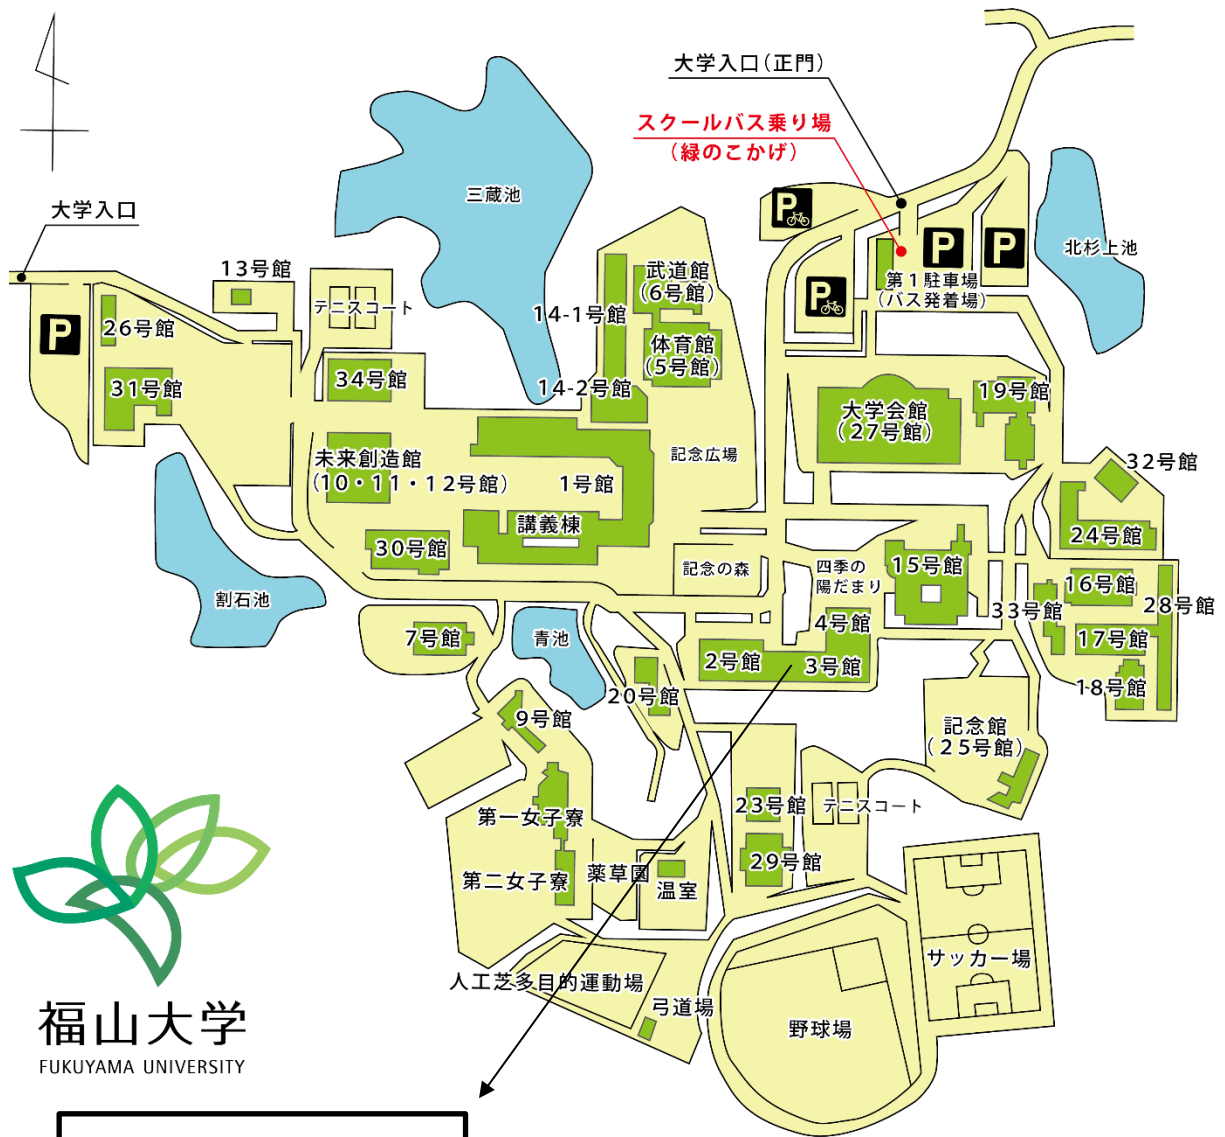 大学入口（正門）
スクールバス乗り場
（緑のこかげ）
三蔵池
大学入口
P
北杉上池
13号館
武道館
（6号館）
P
P
テニスコート
14-1号館
P
第１駐車場
（バス発着場）
P
26号館
体育館
（5号館）
31号館
34号館
14-2号館
19号館
大学会館
（27号館）
記念広場
未来創造館
（10・11・12号館）
1号館
32号館
講義棟
24号館
30号館
記念の森
四季の
陽だまり
15号館
16号館
割石池
28号館
33号館
4号館
7号館
青池
17号館
2号館
3号館
18号館
20号館
9号館
記念館
（25号館）
第一女子寮
23号館
テニスコート
29号館
第二女子寮
薬草園
温室
人工芝多目的運動場
サッカー場
弓道場
野球場
福山大学
FUKUYAMA UNIVERSITY